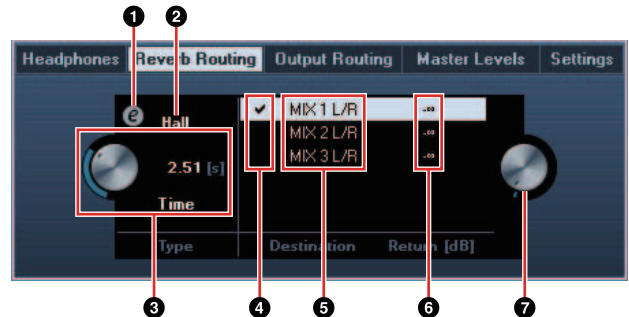 1 2
Headphones Reverb Routing Output Routing Master Levels Settings
e Hall ✓ MIX 1 L/R -∞
MIX 2 L/R -∞
2.51 [s] MIX 3 L/R -∞
Time
Type Destination Return [dB]
3 4 5 6 7